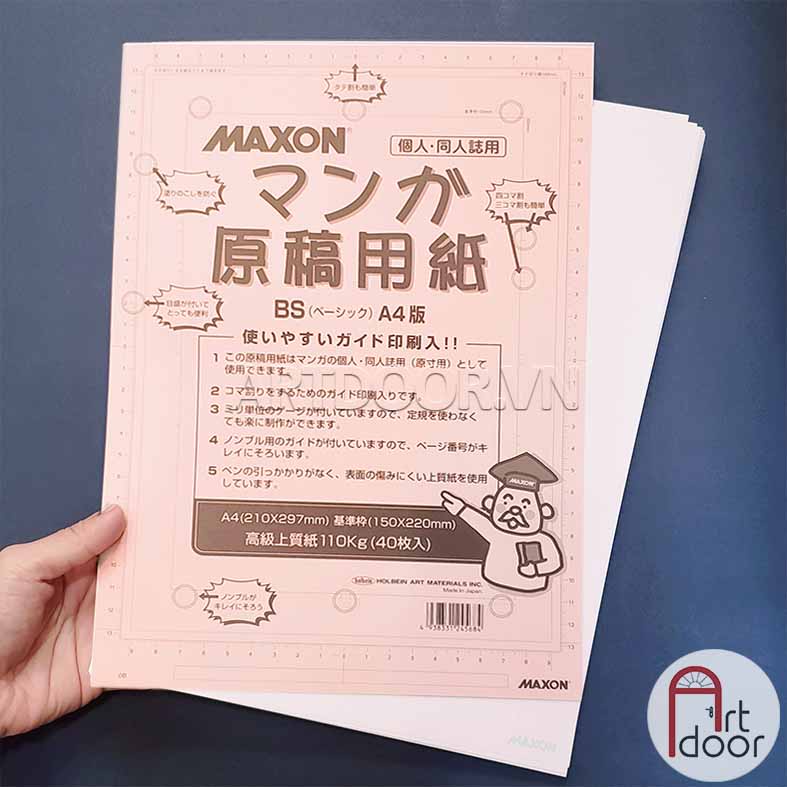 タテ割も簡単
MAXON
個人・同人誌用
マンガ
原稿用紙
塗りのこしを防ぐ
四コマ割
三コマ割も簡単
目盛が付いて
とっても便利
BS(ベーシック) A4版
使いやすいガイド印刷入!!
1 この原稿用紙はマンガの個人・同人誌用(原寸用)として
使用できます。
2 コマ割りをするためのガイド印刷入りです。
3 ミリ単位のゲージが付いていますので、定規を使わなく
ても楽に制作ができます。
4 ノンブル用のガイドが付いていますので、ページ番号がキ
レイにそろいます。
5 ペンの引っかかりがなく、表面の傷みにくい上質紙を使用
しています。
ARTDOOR.VN
MAXON
A4(210X297mm) 基準枠(150X220mm)
高級上質紙110Kg(40枚入)
ノンブルが
キレイにそろう
holbein HOLBEIN ART MATERIALS INC.
Made in Japan.
4 938331 245684
MAXON
MAXON
Art
door